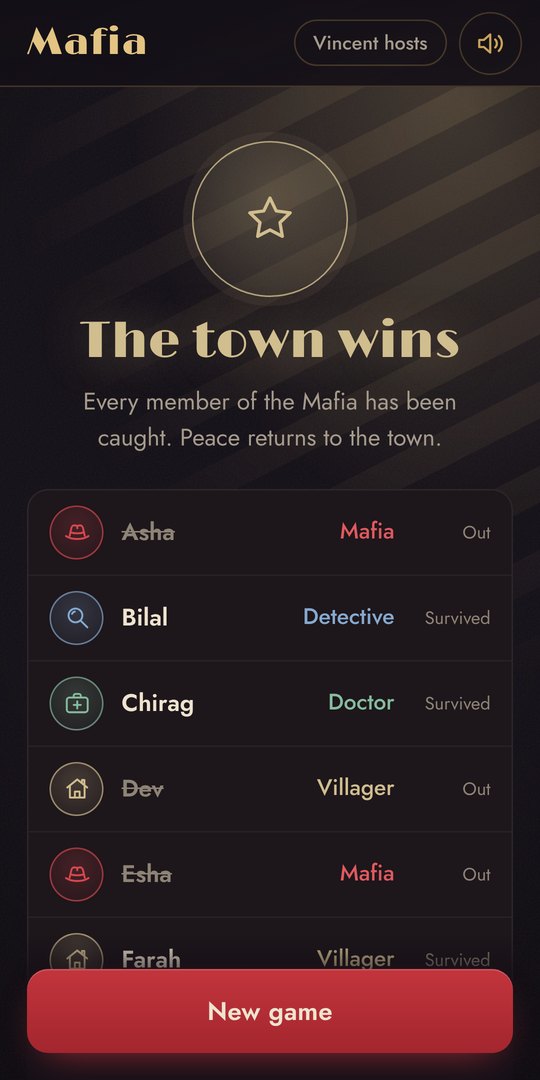 Mafia
Vincent hosts
The town wins
Every member of the Mafia has been
caught. Peace returns to the town.
Asha Mafia Out
Bilal Detective Survived
Chirag Doctor Survived
Dev Villager Out
Esha Mafia Out
Farah Villager Survived
New game